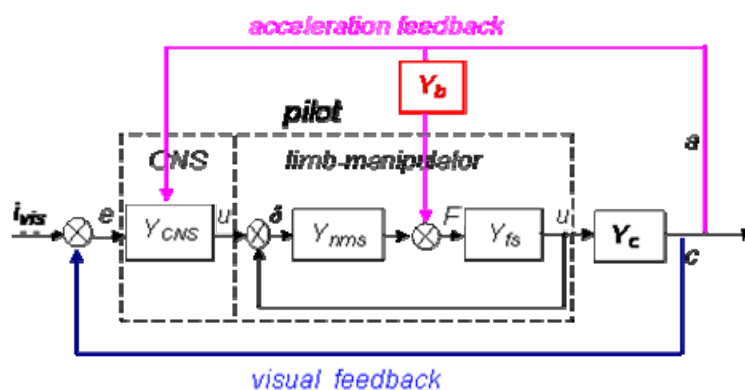 acceleration feedback
Y_b
pilot
CNS limb-manipulator
a
i_vis e Y_CNS u δ Y_nms F Y_fs u Y_c
c
visual feedback